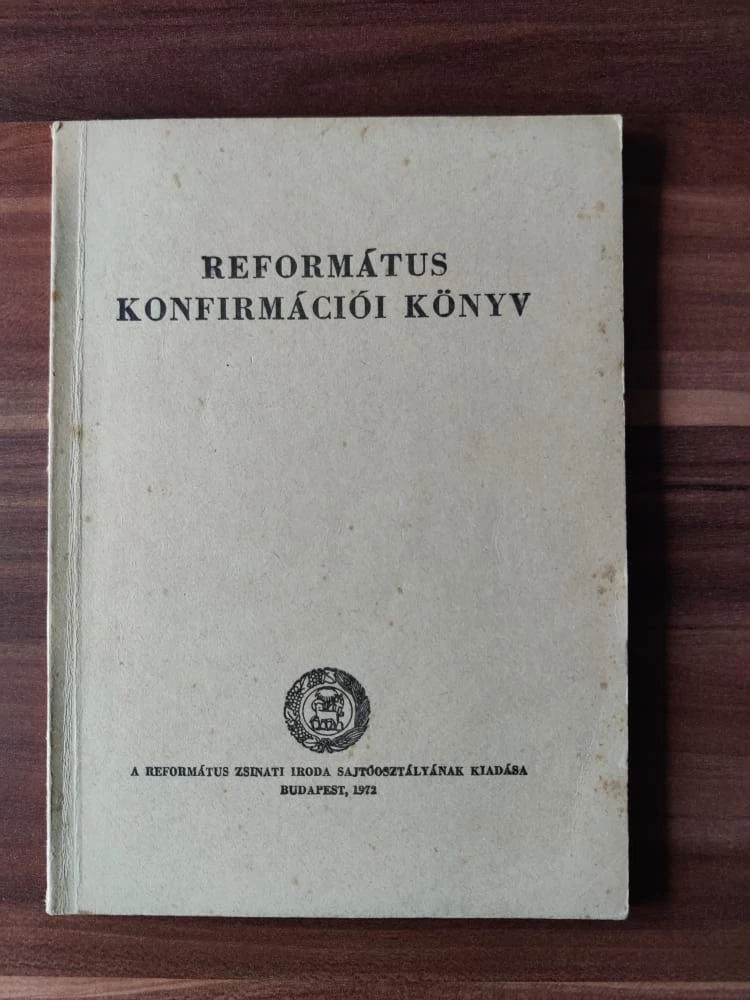 REFORMÁTUS
KONFIRMÁCIÓI KÖNYV
A REFORMÁTUS ZSINATI IRODA SAJTÓOSZTÁLYÁNAK KIADÁSA
BUDAPEST, 1972